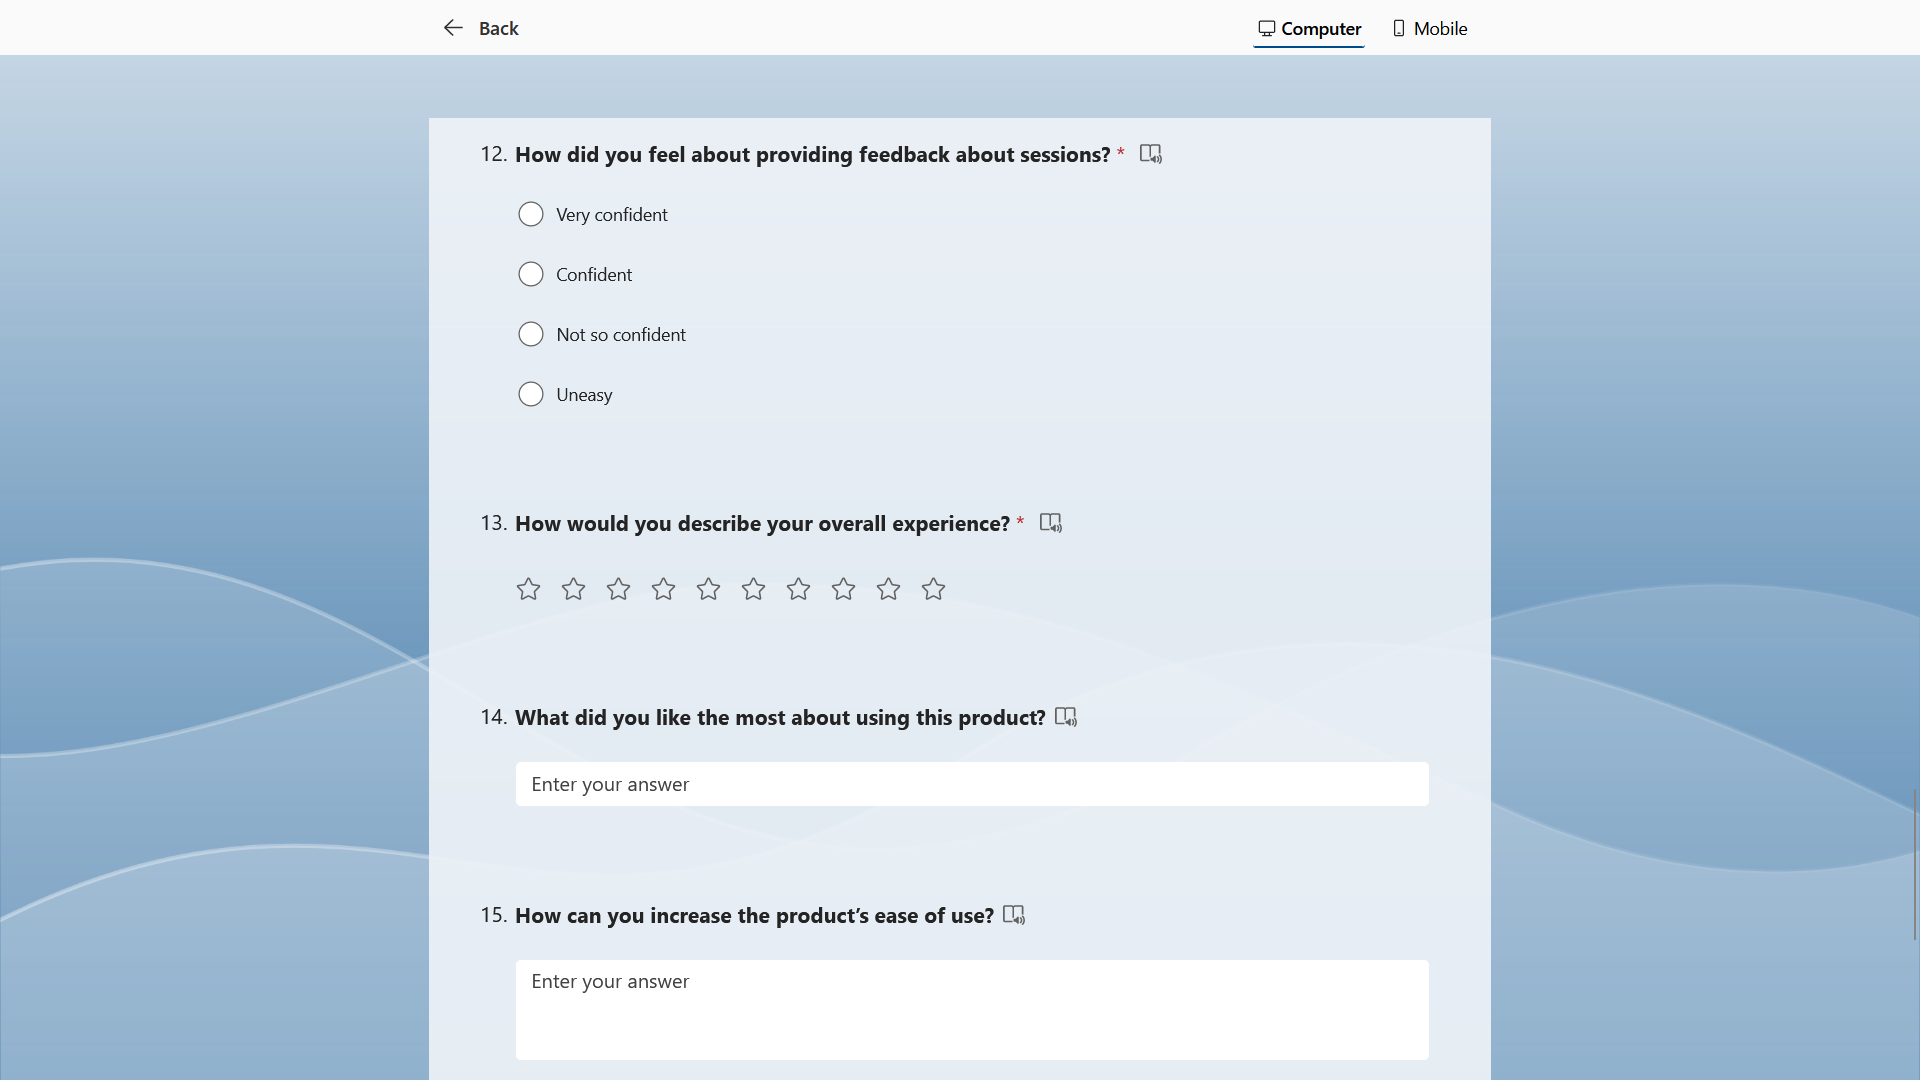 Back
Computer
Mobile
12. How did you feel about providing feedback about sessions? *
Very confident
Confident
Not so confident
Uneasy
13. How would you describe your overall experience? *
14. What did you like the most about using this product?
Enter your answer
15. How can you increase the product’s ease of use?
Enter your answer